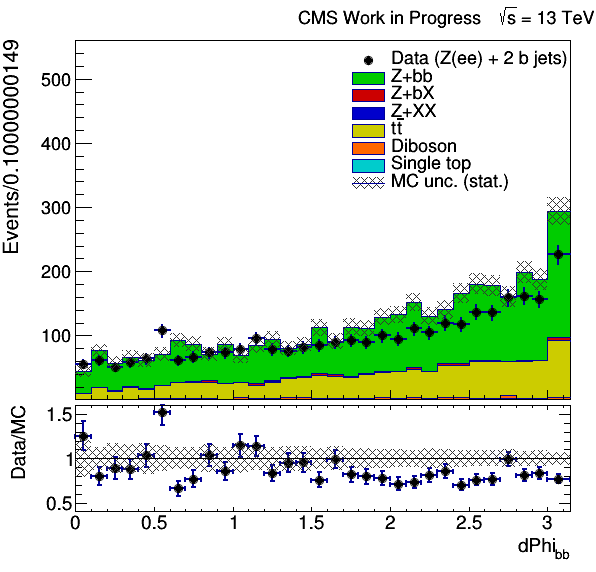 CMS Work in Progress √s = 13 TeV
Events/0.10000000149
500
400
300
200
100
Data (Z(ee) + 2 b jets)
Z+bb
Z+bX
Z+XX
tt̅
Diboson
Single top
MC unc. (stat.)
Data/MC
1.5
1
0.5
0 0.5 1 1.5 2 2.5 3
dPhi_bb